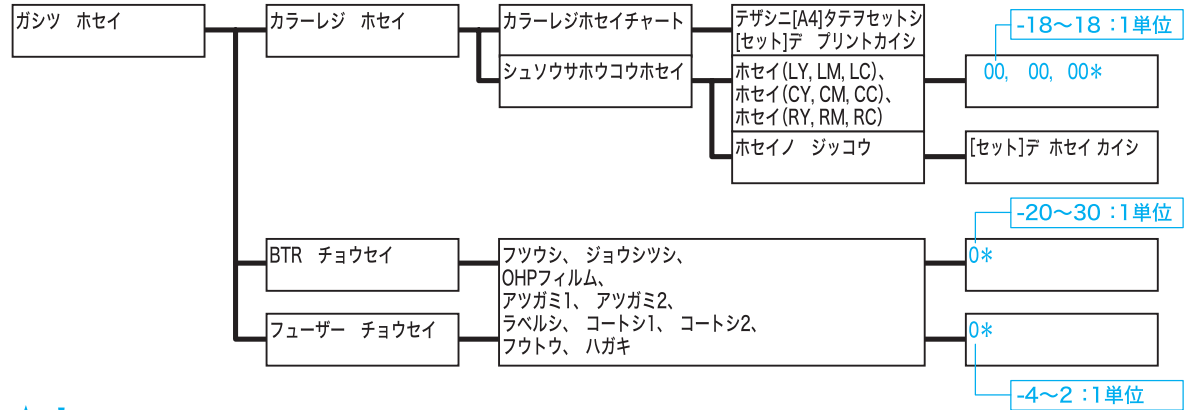 ガシツ ホセイ
カラーレジ ホセイ
カラーレジホセイチャート
テザシニ[A4]タテヲセットシ
[セット]デ プリントカイシ
-18〜18:1単位
シュソウサホウコウホセイ
ホセイ(LY, LM, LC)、
ホセイ(CY, CM, CC)、
ホセイ(RY, RM, RC)
00, 00, 00*
ホセイノ ジッコウ
[セット]デ ホセイ カイシ
-20〜30:1単位
BTR チョウセイ
フツウシ、 ジョウシツシ、
OHPフィルム、
アツガミ1、 アツガミ2、
ラベルシ、 コートシ1、 コートシ2、
フウトウ、 ハガキ
0*
フューザー チョウセイ
0*
-4〜2:1単位